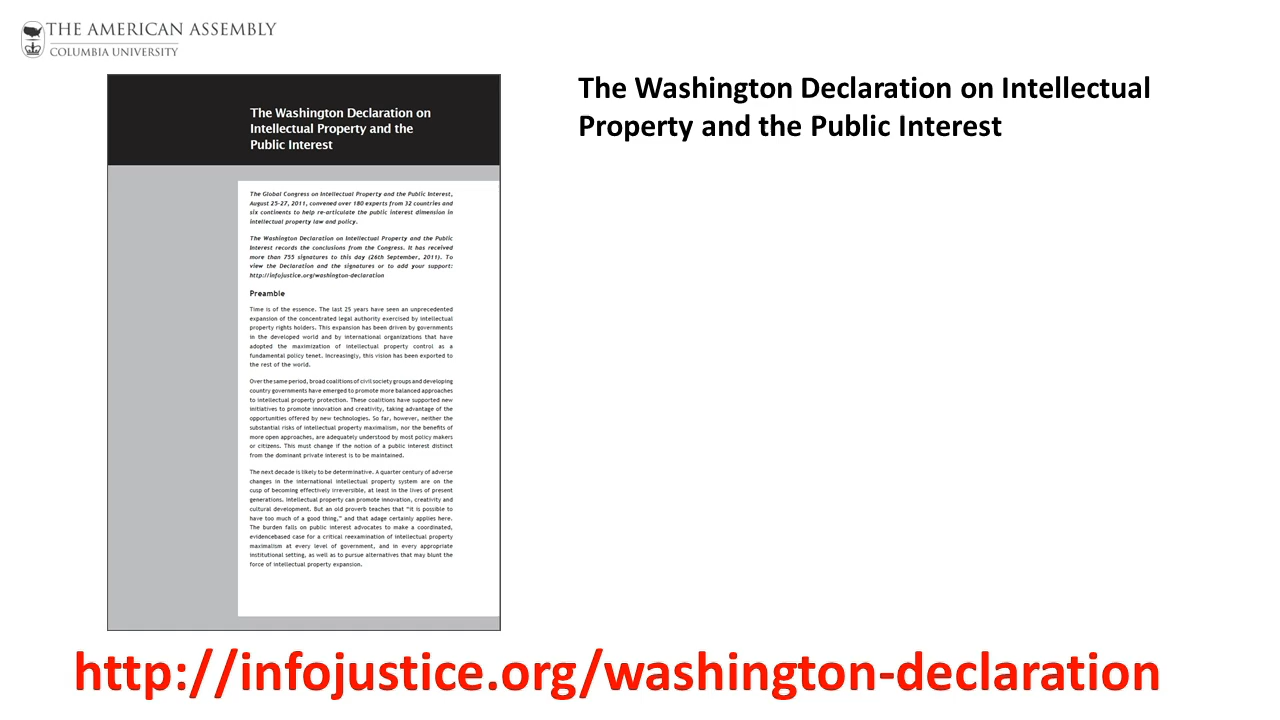 THE AMERICAN ASSEMBLY
COLUMBIA UNIVERSITY
The Washington Declaration on
Intellectual Property and the
Public Interest
The Global Congress on Intellectual Property and the Public Interest,
August 25-27, 2011, convened over 180 experts from 32 countries and
six continents to help re-articulate the public interest dimension in
intellectual property law and policy.
The Washington Declaration on Intellectual Property and the Public
Interest records the conclusions from the Congress. It has received
more than 755 signatures to this day (26th September, 2011). To
view the Declaration and the signatures or to add your support:
http://infojustice.org/washington-declaration
Preamble
Time is of the essence. The last 25 years have seen an unprecedented
expansion of the concentrated legal authority exercised by intellectual
property rights holders. This expansion has been driven by governments
in the developed world and by international organizations that have
adopted the maximization of intellectual property control as a
fundamental policy tenet. Increasingly, this vision has been exported to
the rest of the world.
Over the same period, broad coalitions of civil society groups and developing
country governments have emerged to promote more balanced approaches
to intellectual property protection. These coalitions have supported new
initiatives to promote innovation and creativity, taking advantage of the
opportunities offered by new technologies. So far, however, neither the
substantial risks of intellectual property maximalism, nor the benefits of
more open approaches, are adequately understood by most policy makers
or citizens. This must change if the notion of a public interest distinct
from the dominant private interest is to be maintained.
The next decade is likely to be determinative. A quarter century of adverse
changes in the international intellectual property system are on the
cusp of becoming effectively irreversible, at least in the lives of present
generations. Intellectual property can promote innovation, creativity and
cultural development. But an old proverb teaches that "it is possible to
have too much of a good thing," and that adage certainly applies here.
The burden falls on public interest advocates to make a coordinated,
evidencebased case for a critical reexamination of intellectual property
maximalism at every level of government, and in every appropriate
institutional setting, as well as to pursue alternatives that may blunt the
force of intellectual property expansion.
The Washington Declaration on Intellectual
Property and the Public Interest
http://infojustice.org/washington-declaration